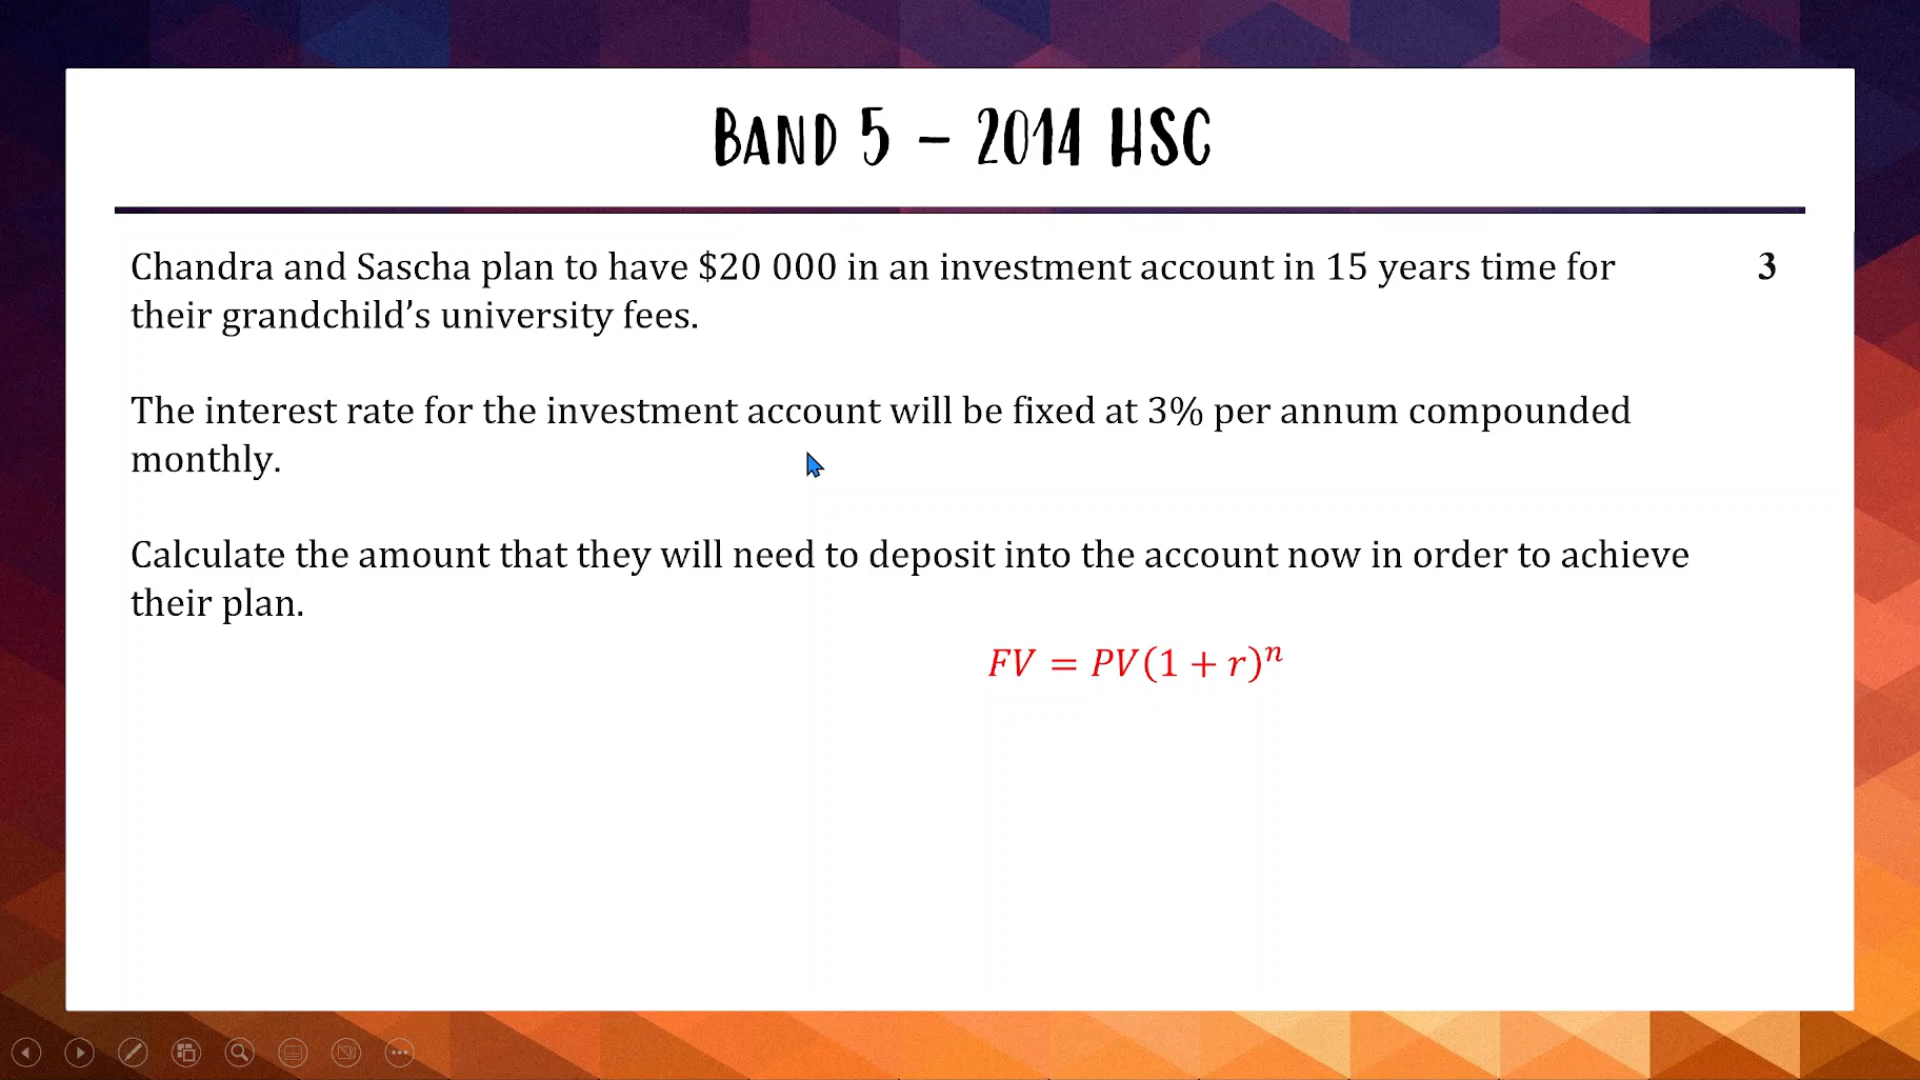 BAND 5 – 2014 HSC
Chandra and Sascha plan to have $20 000 in an investment account in 15 years time for 3
their grandchild’s university fees.
The interest rate for the investment account will be fixed at 3% per annum compounded
monthly.
Calculate the amount that they will need to deposit into the account now in order to achieve
their plan.
FV = PV(1 + r)ⁿ